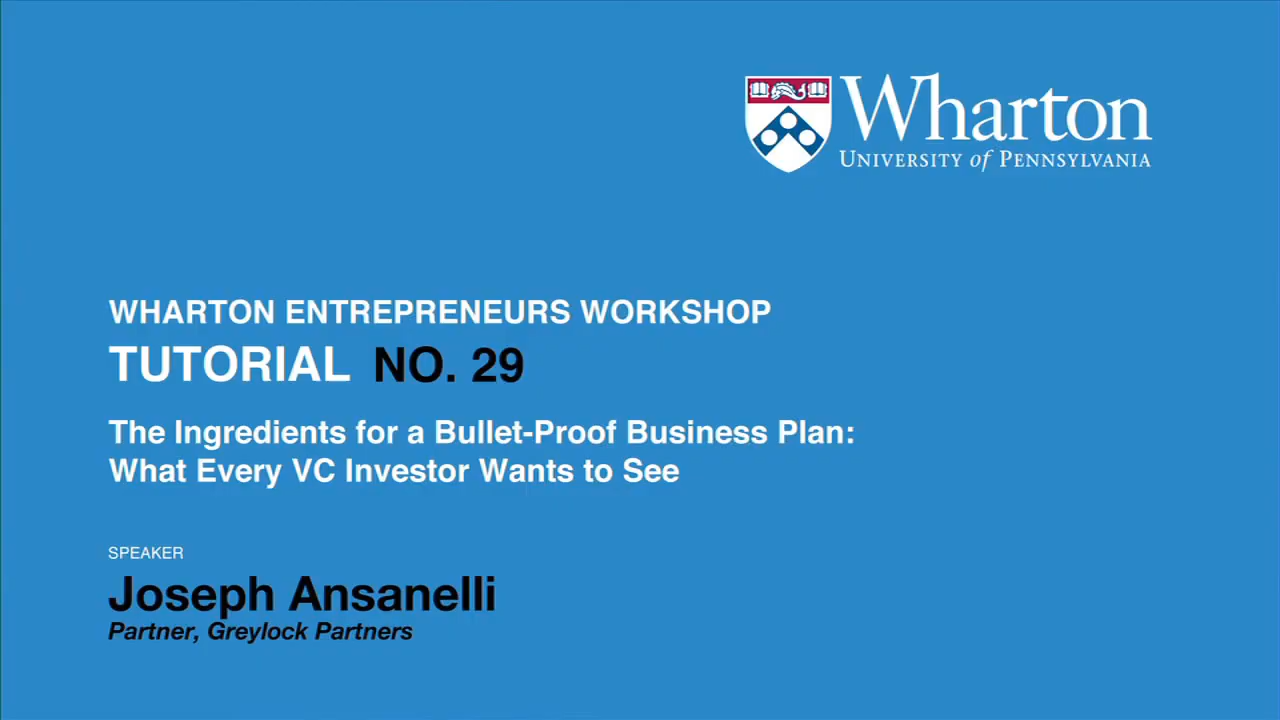 Wharton
UNIVERSITY of PENNSYLVANIA
WHARTON ENTREPRENEURS WORKSHOP
TUTORIAL NO. 29
The Ingredients for a Bullet-Proof Business Plan:
What Every VC Investor Wants to See
SPEAKER
Joseph Ansanelli
Partner, Greylock Partners